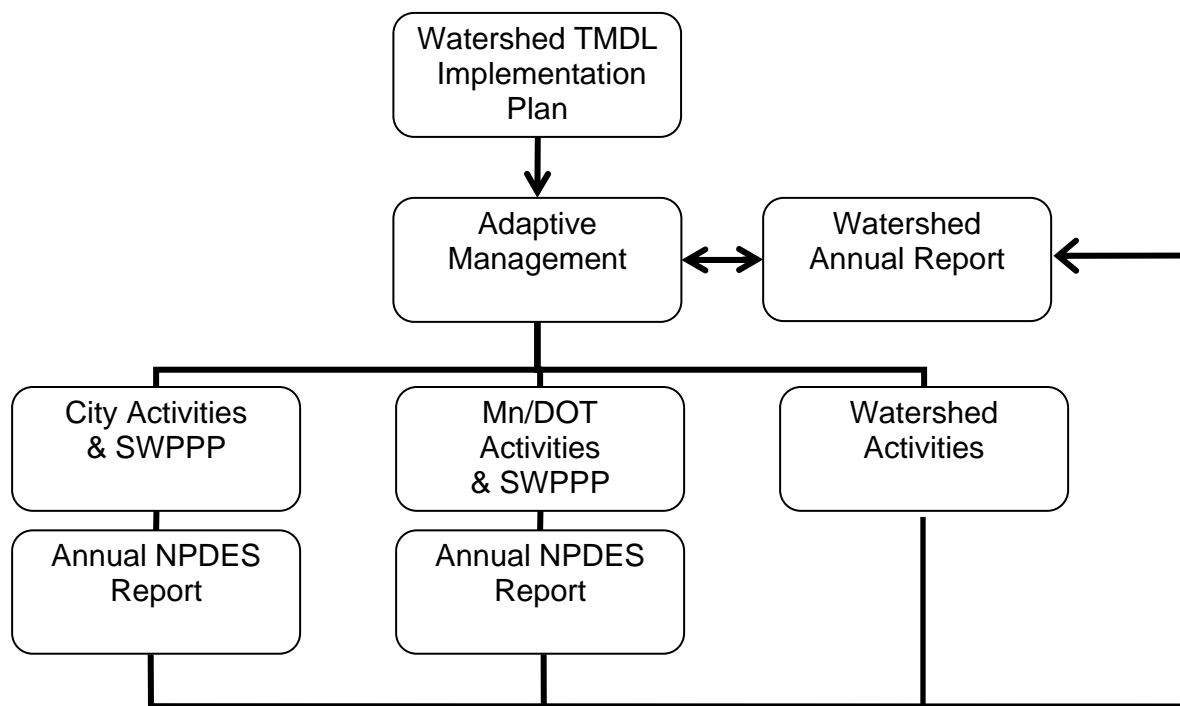 Watershed TMDL
Implementation
Plan
Adaptive
Management
Watershed
Annual Report
City Activities
& SWPPP
Mn/DOT
Activities
& SWPPP
Watershed
Activities
Annual NPDES
Report
Annual NPDES
Report